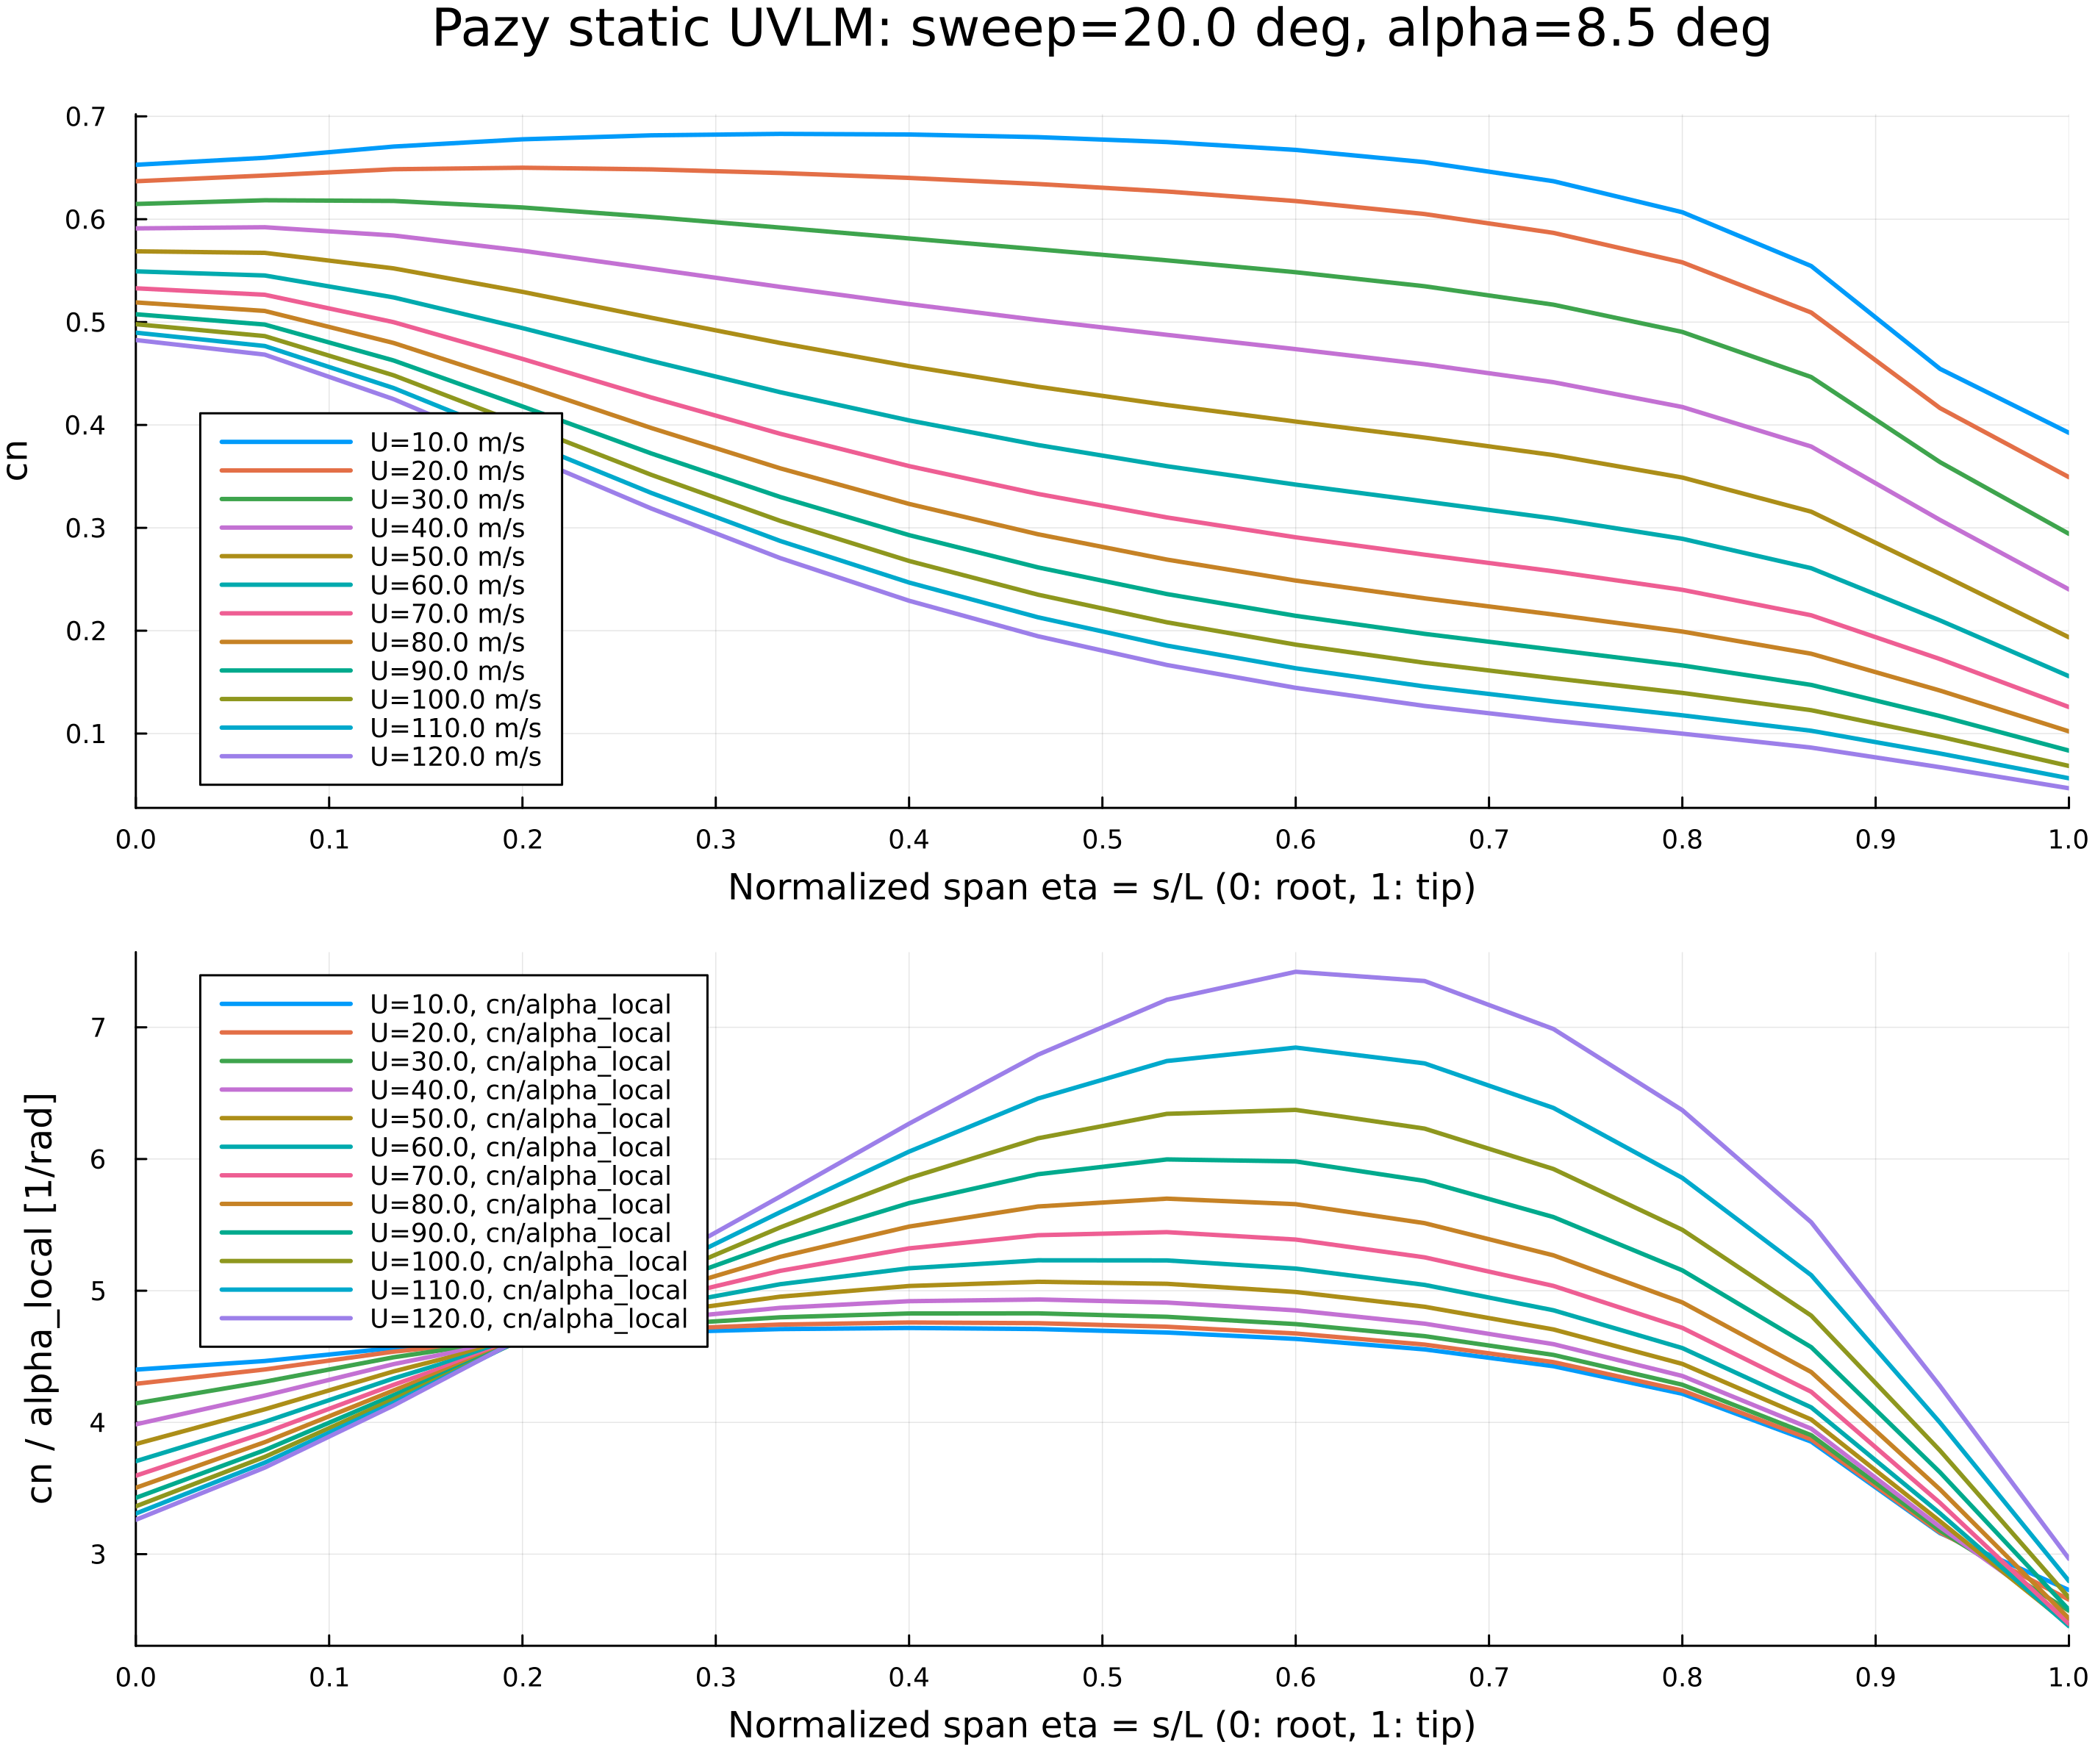 Pazy static UVLM: sweep=20.0 deg, alpha=8.5 deg
0.7
0.6
0.5
0.4
0.3
0.2
0.1
cn
U=10.0 m/s
U=20.0 m/s
U=30.0 m/s
U=40.0 m/s
U=50.0 m/s
U=60.0 m/s
U=70.0 m/s
U=80.0 m/s
U=90.0 m/s
U=100.0 m/s
U=110.0 m/s
U=120.0 m/s
0.0 0.1 0.2 0.3 0.4 0.5 0.6 0.7 0.8 0.9 1.0
Normalized span eta = s/L (0: root, 1: tip)
7
6
5
4
3
cn / alpha_local [1/rad]
U=10.0, cn/alpha_local
U=20.0, cn/alpha_local
U=30.0, cn/alpha_local
U=40.0, cn/alpha_local
U=50.0, cn/alpha_local
U=60.0, cn/alpha_local
U=70.0, cn/alpha_local
U=80.0, cn/alpha_local
U=90.0, cn/alpha_local
U=100.0, cn/alpha_local
U=110.0, cn/alpha_local
U=120.0, cn/alpha_local
0.0 0.1 0.2 0.3 0.4 0.5 0.6 0.7 0.8 0.9 1.0
Normalized span eta = s/L (0: root, 1: tip)